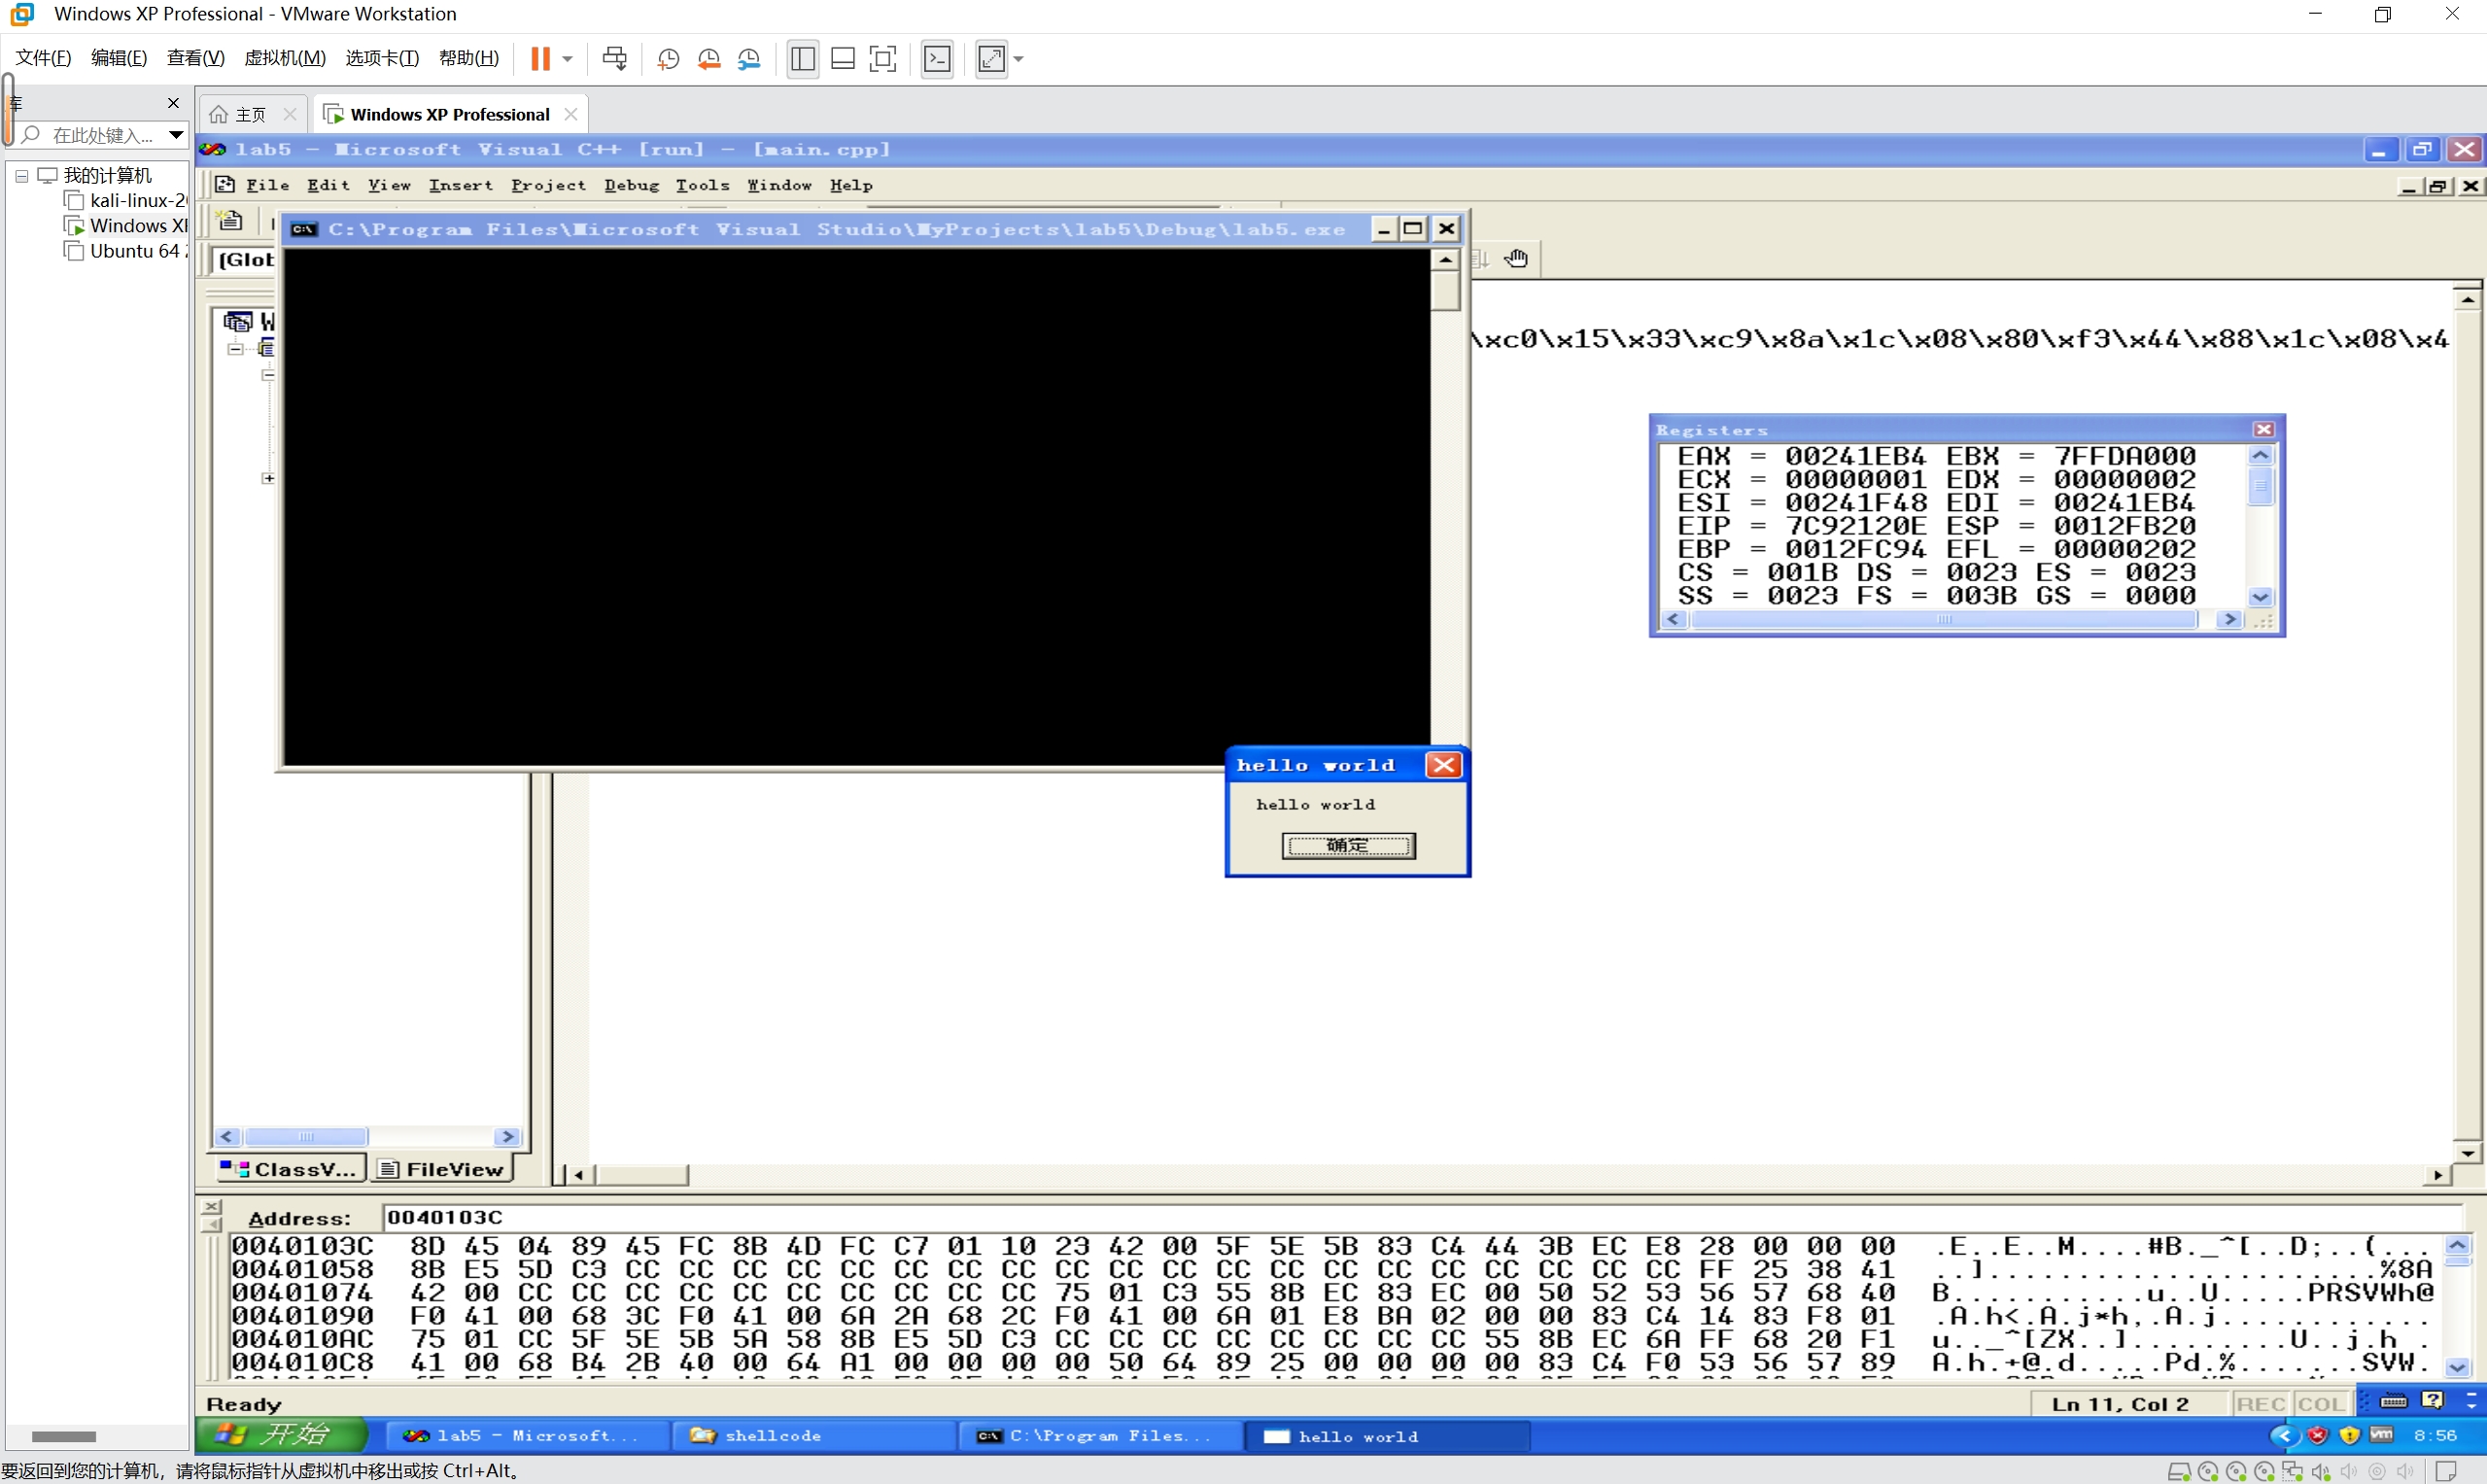 Windows XP Professional - VMware Workstation
文件(F) 编辑(E) 查看(V) 虚拟机(M) 选项卡(T) 帮助(H)
库
主页
Windows XP Professional
在此处键入...
我的计算机
kali-linux-2
Windows XP
Ubuntu 64
lab5 - Microsoft Visual C++ [run] - [main.cpp]
File Edit View Insert Project Debug Tools Window Help
C:\Program Files\Microsoft Visual Studio\MyProjects\lab5\Debug\lab5.exe
(Glob
W
\xc0\x15\x33\xc9\x8a\x1c\x08\x80\xf3\x44\x88\x1c\x08\x4
Registers
EAX = 00241EB4 EBX = 7FFDA000
ECX = 00000001 EDX = 00000002
ESI = 00241F48 EDI = 00241EB4
EIP = 7C92120E ESP = 0012FB20
EBP = 0012FC94 EFL = 00000202
CS = 001B DS = 0023 ES = 0023
SS = 0023 FS = 003B GS = 0000
hello world
hello world
确定
ClassV... FileView
Address: 0040103C
0040103C 8D 45 04 89 45 FC 8B 4D FC C7 01 10 23 42 00 5F 5E 5B 83 C4 44 3B EC E8 28 00 00 00 .E..E..M....#B._^[..D;..(...
00401058 8B E5 5D C3 CC CC CC CC CC CC CC CC CC CC CC CC CC CC CC CC CC CC CC CC FF 25 38 41 ..].....................%8A
00401074 42 00 CC CC CC CC CC CC CC CC CC CC 75 01 C3 55 8B EC 83 EC 00 50 52 53 56 57 68 40 B...........u..U.....PRSVWh@
00401090 F0 41 00 68 3C F0 41 00 6A 2A 68 2C F0 41 00 6A 01 E8 BA 02 00 00 83 C4 14 83 F8 01 .A.h<.A.j*h,.A.j............
004010AC 75 01 CC 5F 5E 5B 5A 58 8B E5 5D C3 CC CC CC CC CC CC CC CC 55 8B EC 6A FF 68 20 F1 u.._^[ZX..].........U..j.h .
004010C8 41 00 68 B4 2B 40 00 64 A1 00 00 00 00 50 64 89 25 00 00 00 00 83 C4 F0 53 56 57 89 A.h.+@.d.....Pd.%.......SVW.
Ready
Ln 11, Col 2 REC COL
开始 lab5 - Microsoft... shellcode C:\Program Files... hello world 8:56
要返回到您的计算机，请将鼠标指针从虚拟机中移出或按 Ctrl+Alt。